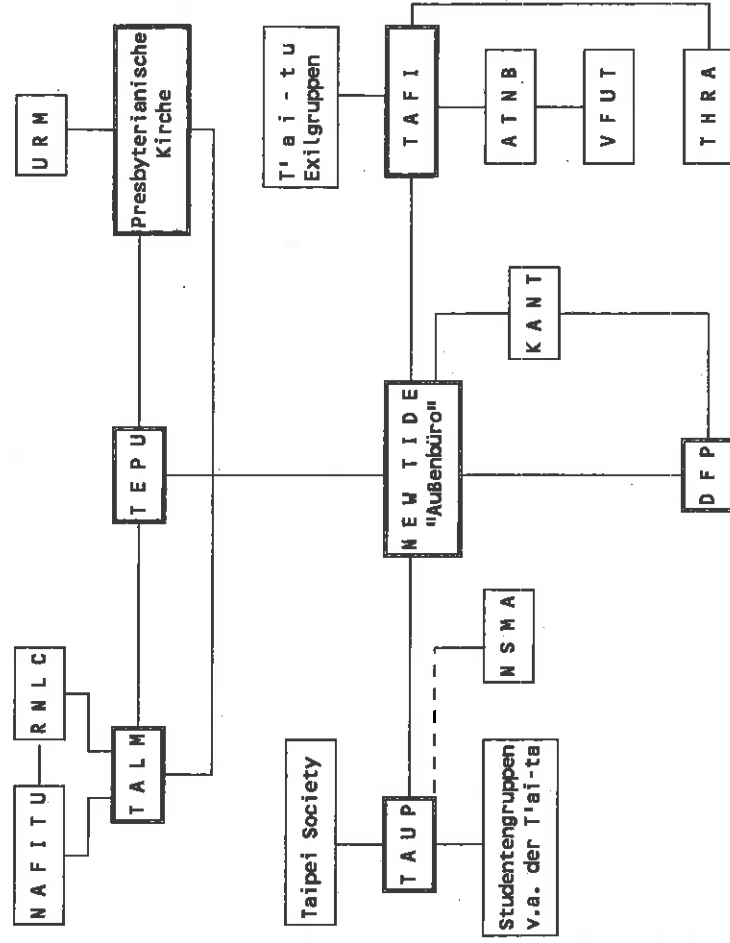 NAFITU
RNLC
URM
TALM
TEPU
Presbyterianische
Kirche
Taipei Society
T'ai-tu
Exilgruppen
TAUP
NEW TIDE
"Außenbüro"
TAFI
NSMA
KANT
ATNB
Studentengruppen
v.a. der T'ai-ta
DFP
VFUT
THRA